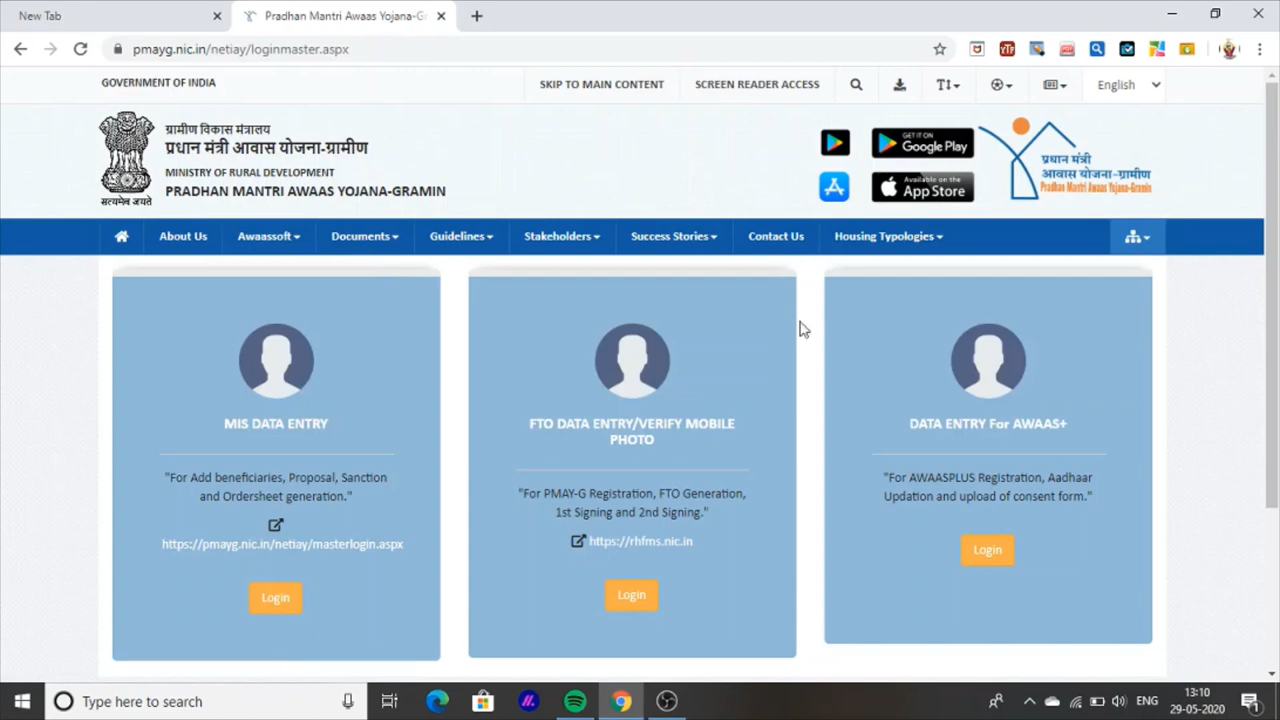 New Tab
Pradhan Mantri Awaas Yojana-G
pmayg.nic.in/netiay/loginmaster.aspx
GOVERNMENT OF INDIA
SKIP TO MAIN CONTENT
SCREEN READER ACCESS
English
सत्यमेव जयते
ग्रामीण विकास मंत्रालय
प्रधान मंत्री आवास योजना-ग्रामीण
MINISTRY OF RURAL DEVELOPMENT
PRADHAN MANTRI AWAAS YOJANA-GRAMIN
GET IT ON
Google Play
Available on the
App Store
प्रधान मंत्री
आवास योजना-ग्रामीण
Pradhan Mantri Awaas Yojna-Gramin
About Us
Awaassoft
Documents
Guidelines
Stakeholders
Success Stories
Contact Us
Housing Typologies
MIS DATA ENTRY
"For Add beneficiaries, Proposal, Sanction
and Ordersheet generation."
https://pmayg.nic.in/netiay/masterlogin.aspx
Login
FTO DATA ENTRY/VERIFY MOBILE
PHOTO
"For PMAY-G Registration, FTO Generation,
1st Signing and 2nd Signing."
https://rhfms.nic.in
Login
DATA ENTRY For AWAAS+
"For AWAASPLUS Registration, Aadhaar
Updation and upload of consent form."
Login
Type here to search
ENG
13:10
29-05-2020